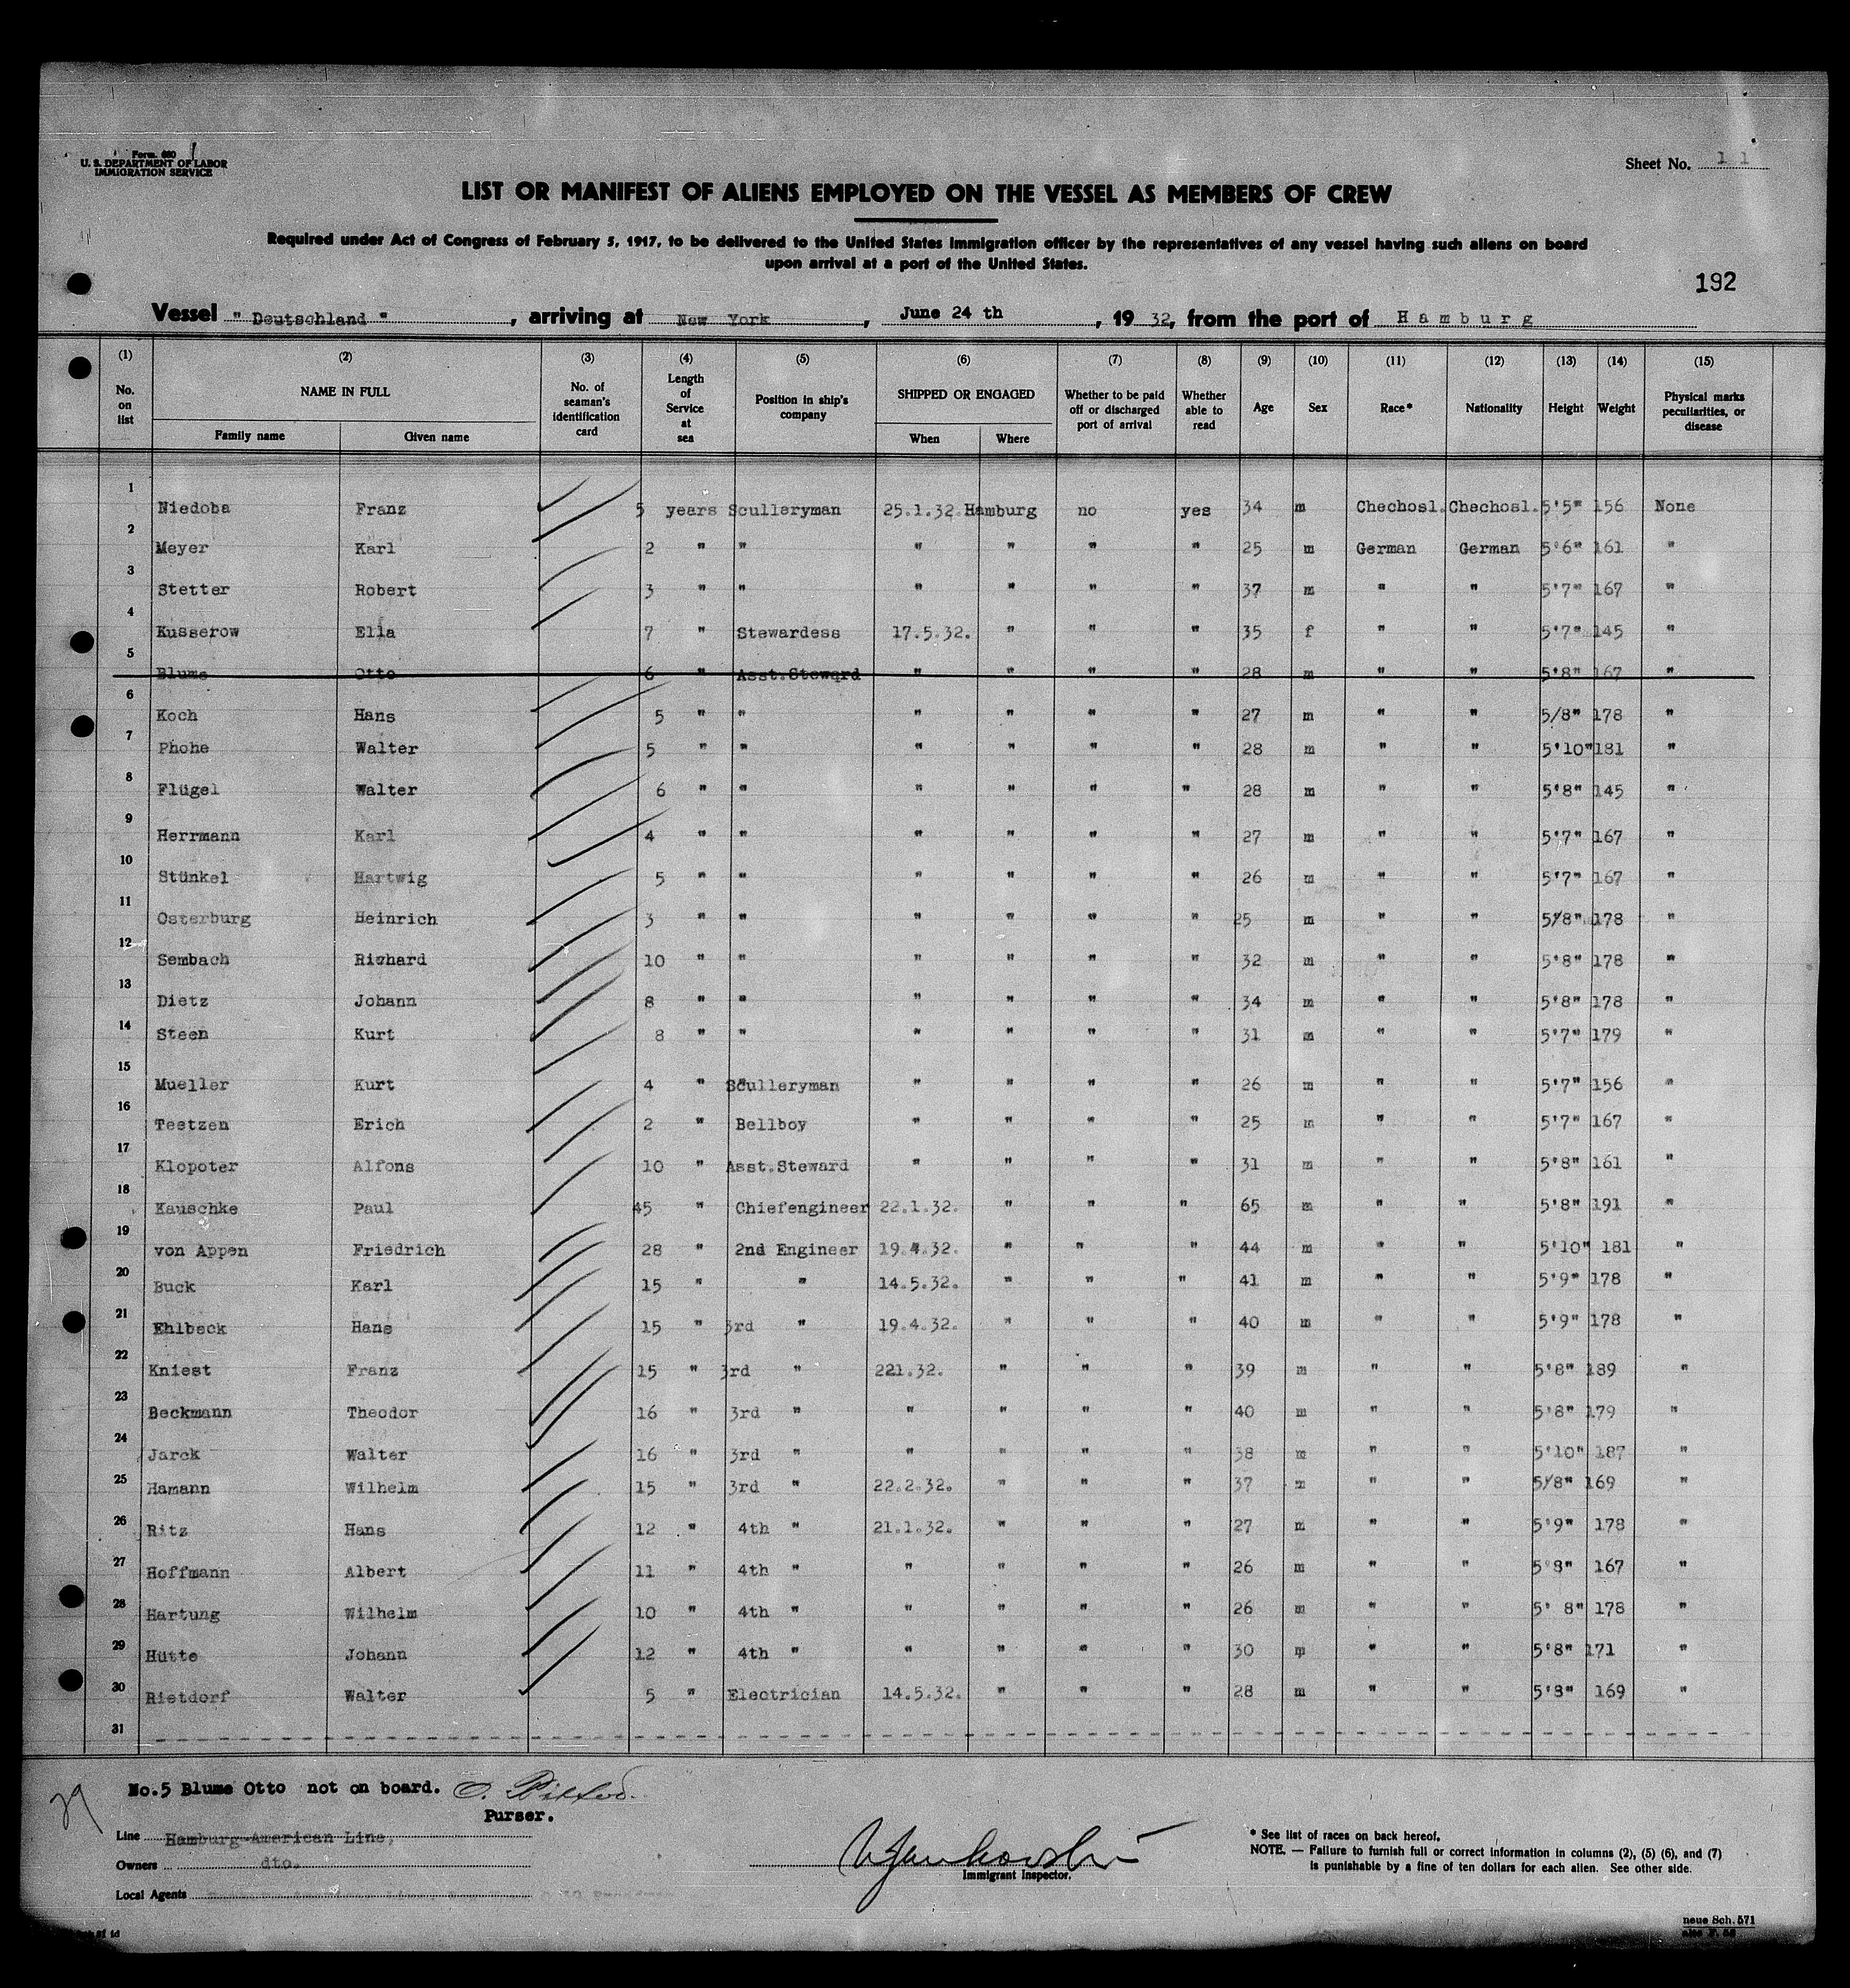 Form 680
U. S. DEPARTMENT OF LABOR
IMMIGRATION SERVICE
Sheet No. 11
LIST OR MANIFEST OF ALIENS EMPLOYED ON THE VESSEL AS MEMBERS OF CREW
Required under Act of Congress of February 5, 1917, to be delivered to the United States Immigration officer by the representatives of any vessel having such aliens on board
upon arrival at a port of the United States.
192
Vessel " Deutschland ", arriving at New York, June 24 th, 19 32, from the port of Hamburg
(1) (2) (3) (4) (5) (6) (7) (8) (9) (10) (11) (12) (13) (14) (15)
No. on list NAME IN FULL Family name Given name No. of seaman's identification card Length of Service at sea Position in ship's company SHIPPED OR ENGAGED When Where Whether to be paid off or discharged port of arrival Whether able to read Age Sex Race* Nationality Height Weight Physical marks peculiarities, or disease
1 Niedoba Franz 5 years Sculleryman 25.1.32. Hamburg no yes 34 m Chechosl. Chechosl. 5'5" 156 None
2 Meyer Karl 2 " " " " " " 25 m German German 5'6" 161 "
3 Stetter Robert 3 " " " " " " 37 m " " 5'7" 167 "
4 Kusserow Ella 7 " Stewardess 17.5.32. " " " 35 f " " 5'7" 145 "
5 Blume Otto 6 " Asst.Steward " " " " 28 m " " 5'8" 167 "
6 Koch Hans 5 " " " " " " 27 m " " 5/8" 178 "
7 Phohe Walter 5 " " " " " " 28 m " " 5'10" 181 "
8 Flügel Walter 6 " " " " " " 28 m " " 5'8" 145 "
9 Herrmann Karl 4 " " " " " " 27 m " " 5'7" 167 "
10 Stünkel Hartwig 5 " " " " " " 26 m " " 5'7" 167 "
11 Osterburg Heinrich 3 " " " " " " 25 m " " 5'/8" 178 "
12 Sembach Richard 10 " " " " " " 32 m " " 5'8" 178 "
13 Dietz Johann 8 " " " " " " 34 m " " 5'8" 178 "
14 Steen Kurt 8 " " " " " " 31 m " " 5'7" 179 "
15 Mueller Kurt 4 " Sculleryman " " " " 26 m " " 5'7" 156 "
16 Testzen Erich 2 " Bellboy " " " " 25 m " " 5'7" 167 "
17 Klopoter Alfons 10 " Asst.Steward " " " " 31 m " " 5'8" 161 "
18 Kauschke Paul 45 " Chiefengineer 22.1.32. " " " 65 m " " 5'8" 191 "
19 von Appen Friedrich 28 " 2nd Engineer 19.4.32. " " " 44 m " " 5'10" 181 "
20 Buck Karl 15 " " 14.5.32. " " " 41 m " " 5'9" 178 "
21 Ehlbeck Hans 15 " 3rd " 19.4.32. " " " 40 m " " 5'9" 178 "
22 Kniest Franz 15 " 3rd " 221.32. " " " 39 m " " 5'8" 189 "
23 Beckmann Theodor 16 " 3rd " " " " " 40 m " " 5'8" 179 "
24 Jarck Walter 16 " 3rd " " " " " 38 m " " 5'10" 187 "
25 Hamann Wilhelm 15 " 3rd " 22.2.32. " " " 37 m " " 5/8" 169 "
26 Ritz Hans 12 " 4th " 21.1.32. " " " 27 m " " 5'9" 178 "
27 Hoffmann Albert 11 " 4th " " " " " 26 m " " 5'8" 167 "
28 Hartung Wilhelm 10 " 4th " " " " " 26 m " " 5' 8" 178 "
29 Hutte Johann 12 " 4th " " " " " 30 m " " 5'8" 171 "
30 Rietdorf Walter 5 " Electrician 14.5.32. " " " 28 m " " 5'8" 169 "
31
No.5 Blume Otto not on board.
Purser.
29
Line Hamburg-American Line,
Owners dto.
Local Agents
Immigrant Inspector.
* See list of races on back hereof.
NOTE. — Failure to furnish full or correct information in columns (2), (5) (6), and (7)
is punishable by a fine of ten dollars for each alien. See other side.
neue Sch. 571